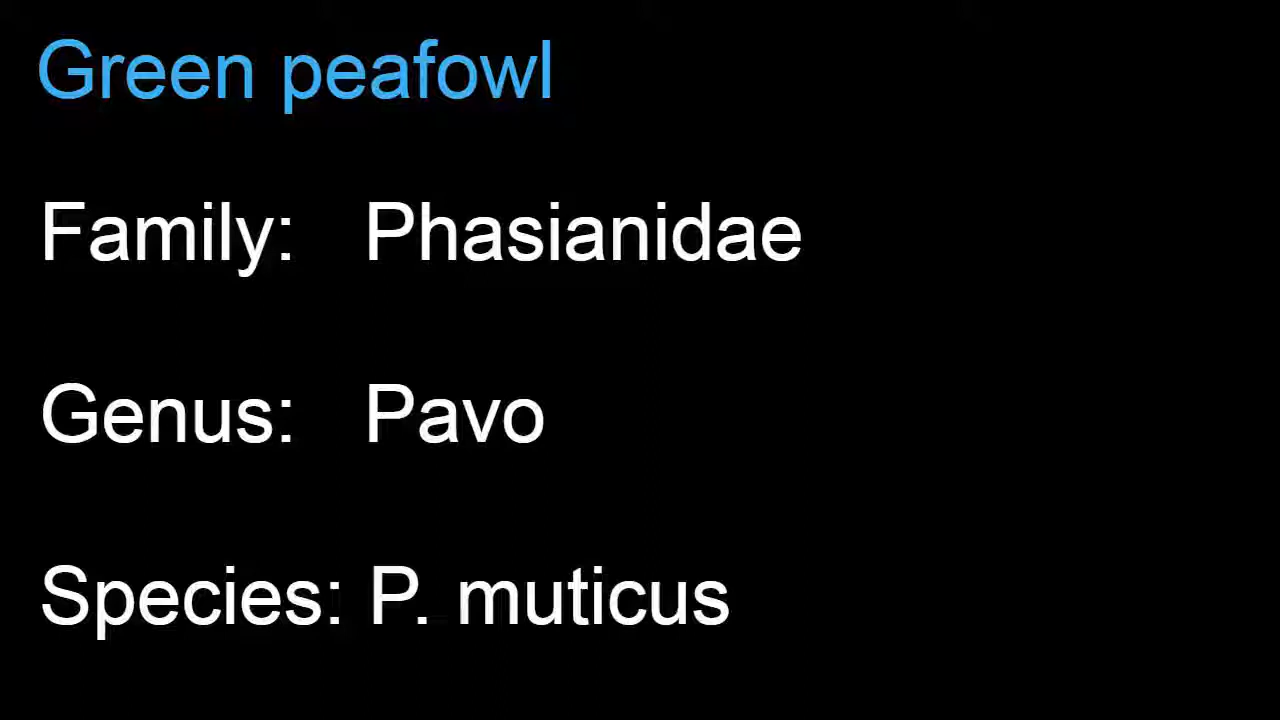 Green peafowl
Family: Phasianidae
Genus: Pavo
Species: P. muticus